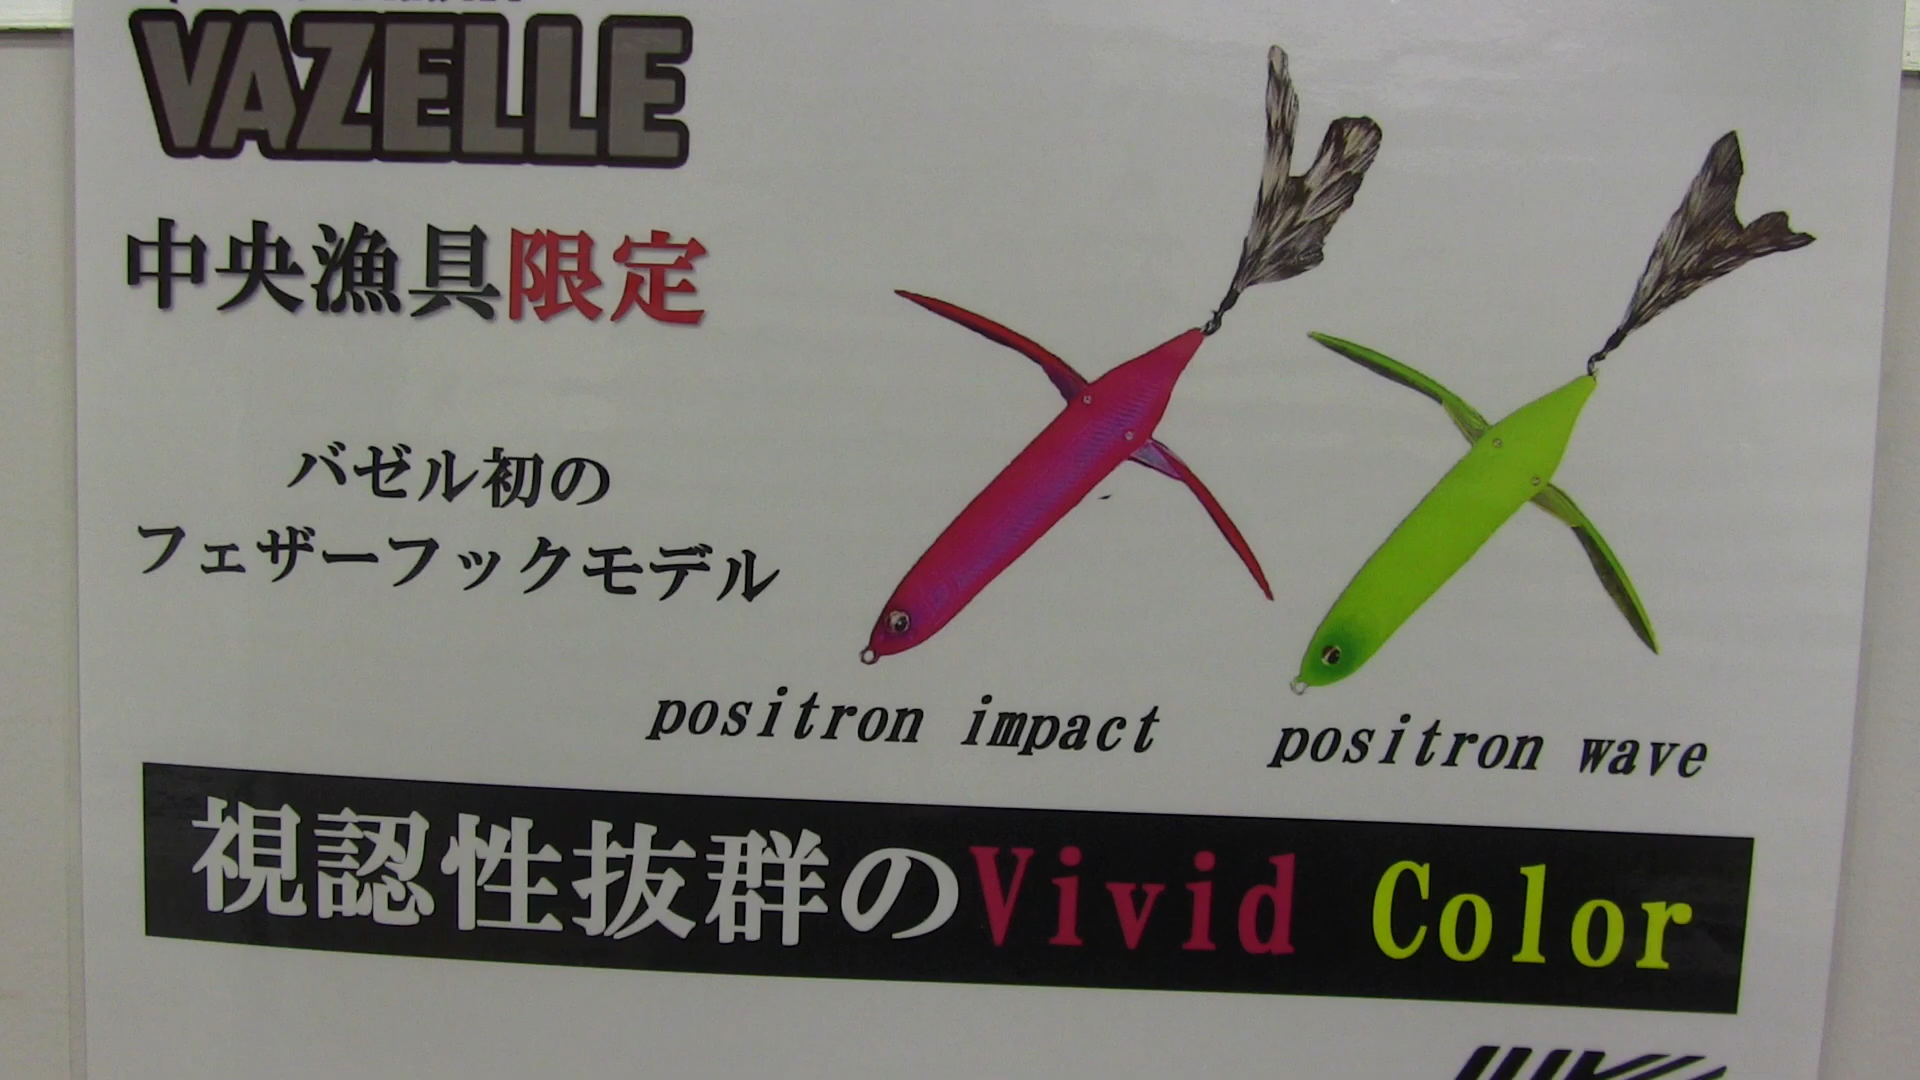 VAZELLE
中央漁具限定
バゼル初の
フェザーフックモデル
positron impact
positron wave
視認性抜群のVivid Color